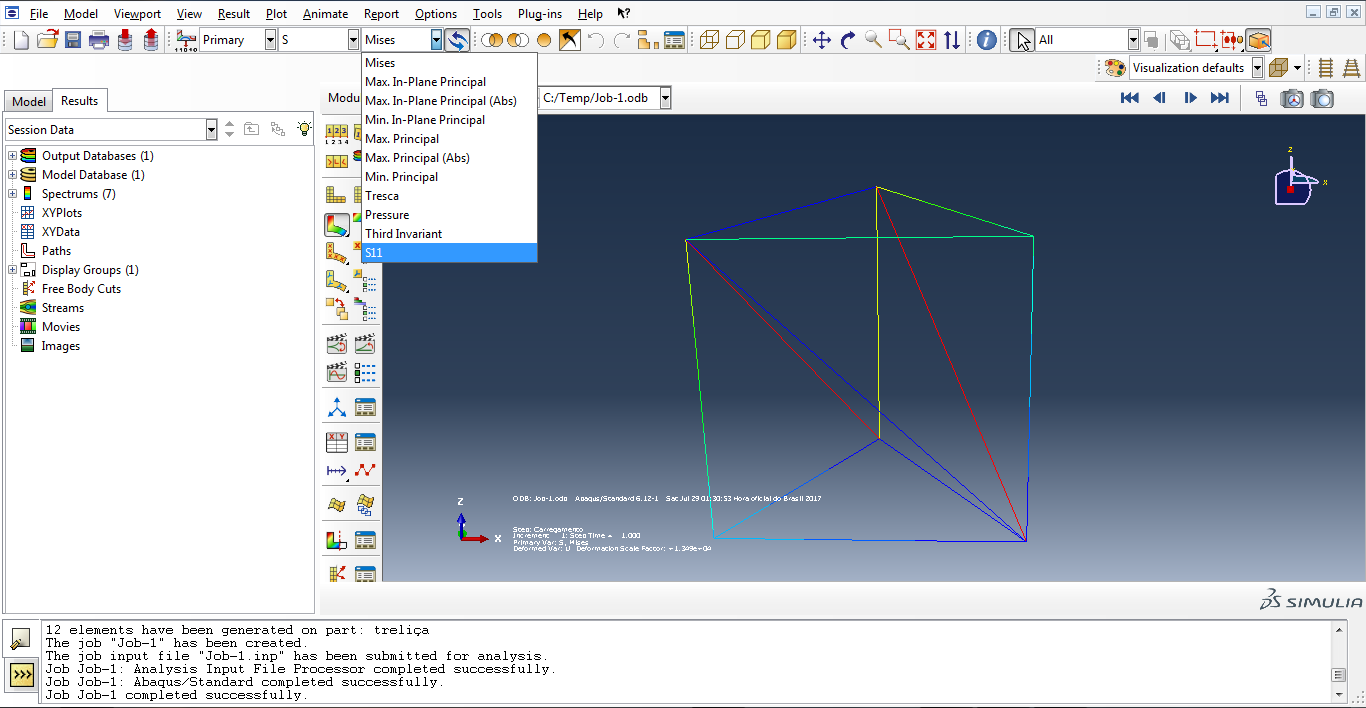 File Model Viewport View Result Plot Animate Report Options Tools Plug-ins Help
Primary S Mises All
Mises
Max. In-Plane Principal
Max. In-Plane Principal (Abs)
Min. In-Plane Principal
Max. Principal
Max. Principal (Abs)
Min. Principal
Tresca
Pressure
Third Invariant
S11
Visualization defaults
Model Results
Modu C:/Temp/Job-1.odb
Session Data
Output Databases (1)
Model Database (1)
Spectrums (7)
XYPlots
XYData
Paths
Display Groups (1)
Free Body Cuts
Streams
Movies
Images
z
x
Z
X
ODB: Job-1.odb Abaqus/Standard 6.12-1 Sat Jul 29 01:30:53 Hora oficial do Brasil 2017
Step: Carregamento
Increment 1: Step Time = 1.000
Primary Var: S, Mises
Deformed Var: U Deformation Scale Factor: +1.349e+04
SIMULIA
12 elements have been generated on part: treliça
The job "Job-1" has been created.
The job input file "Job-1.inp" has been submitted for analysis.
Job Job-1: Analysis Input File Processor completed successfully.
Job Job-1: Abaqus/Standard completed successfully.
Job Job-1 completed successfully.